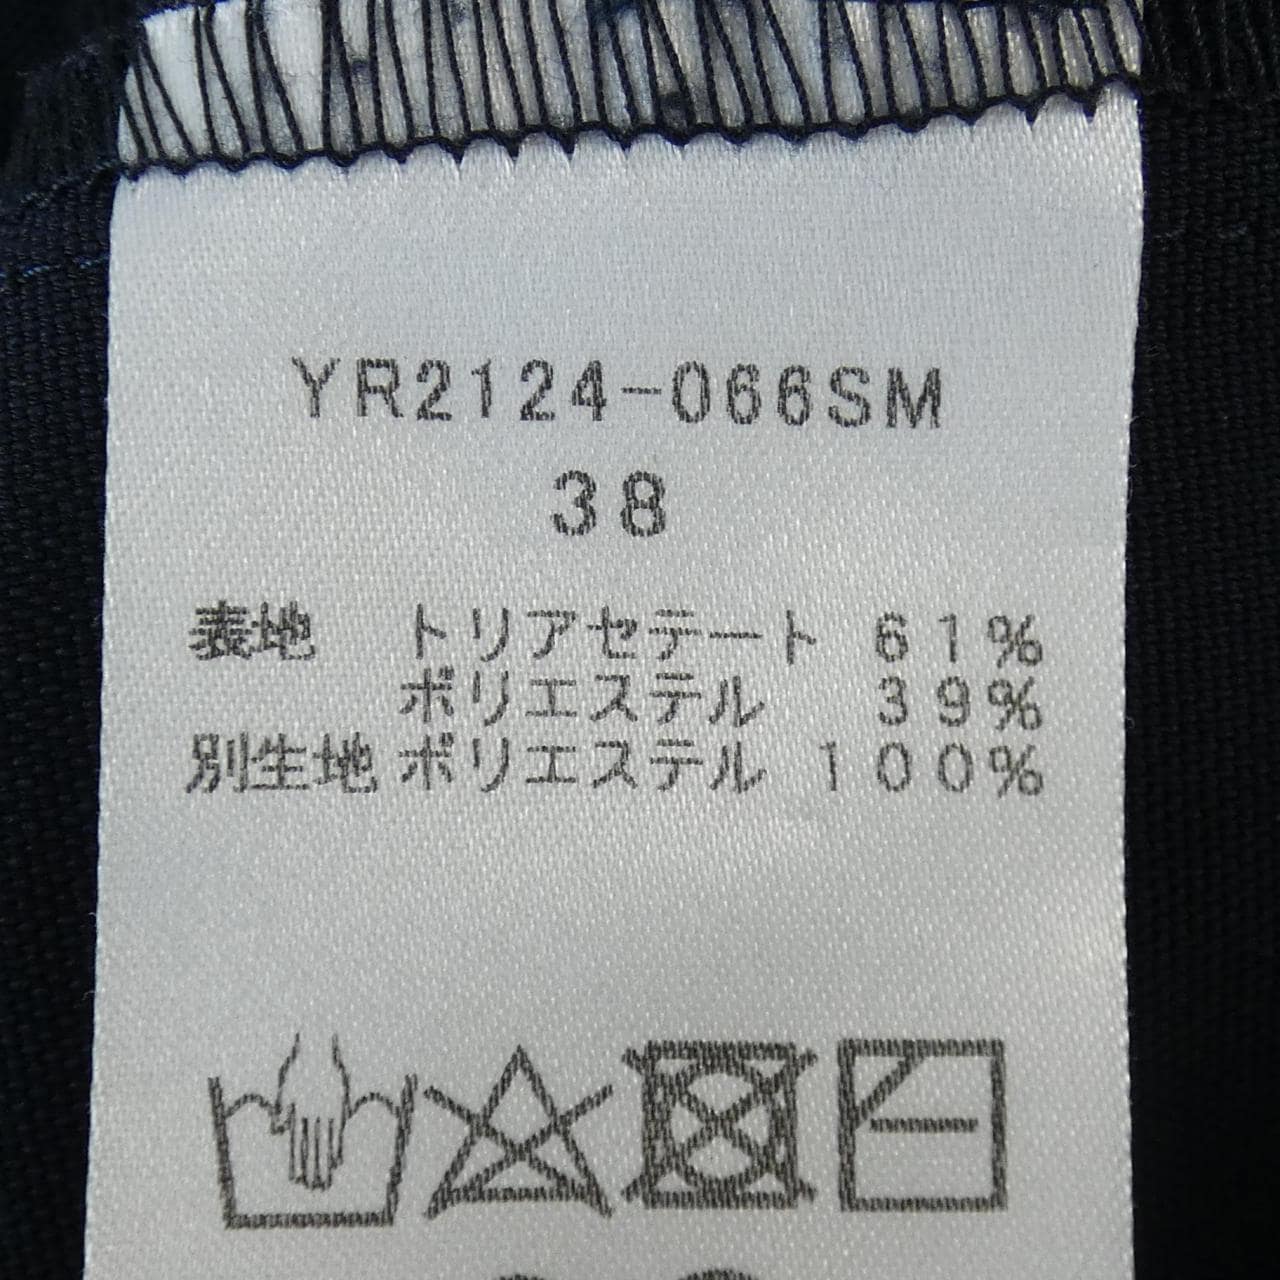 YR2124-066SM
38
表地 トリアセテート 61%
ポリエステル 39%
別生地 ポリエステル 100%